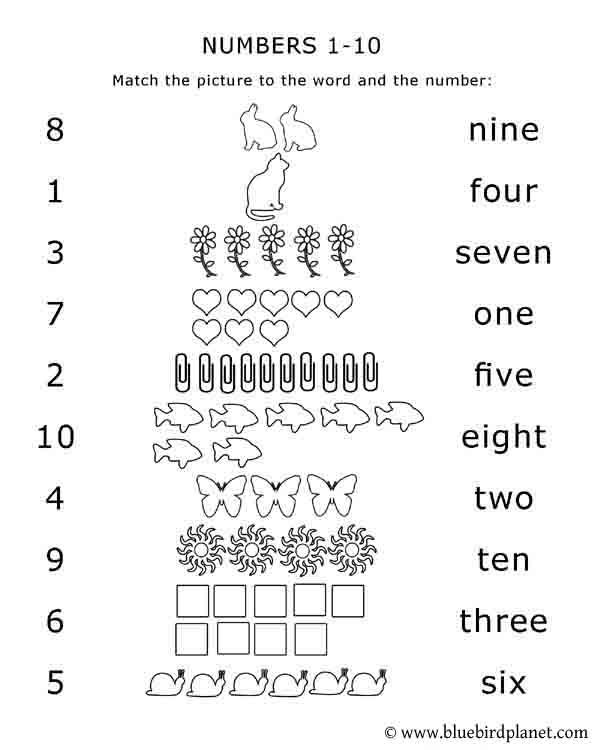 NUMBERS 1-10
Match the picture to the word and the number:
8 nine
1 four
3 seven
7 one
2 five
10 eight
4 two
9 ten
6 three
5 six
© www.bluebirdplanet.com